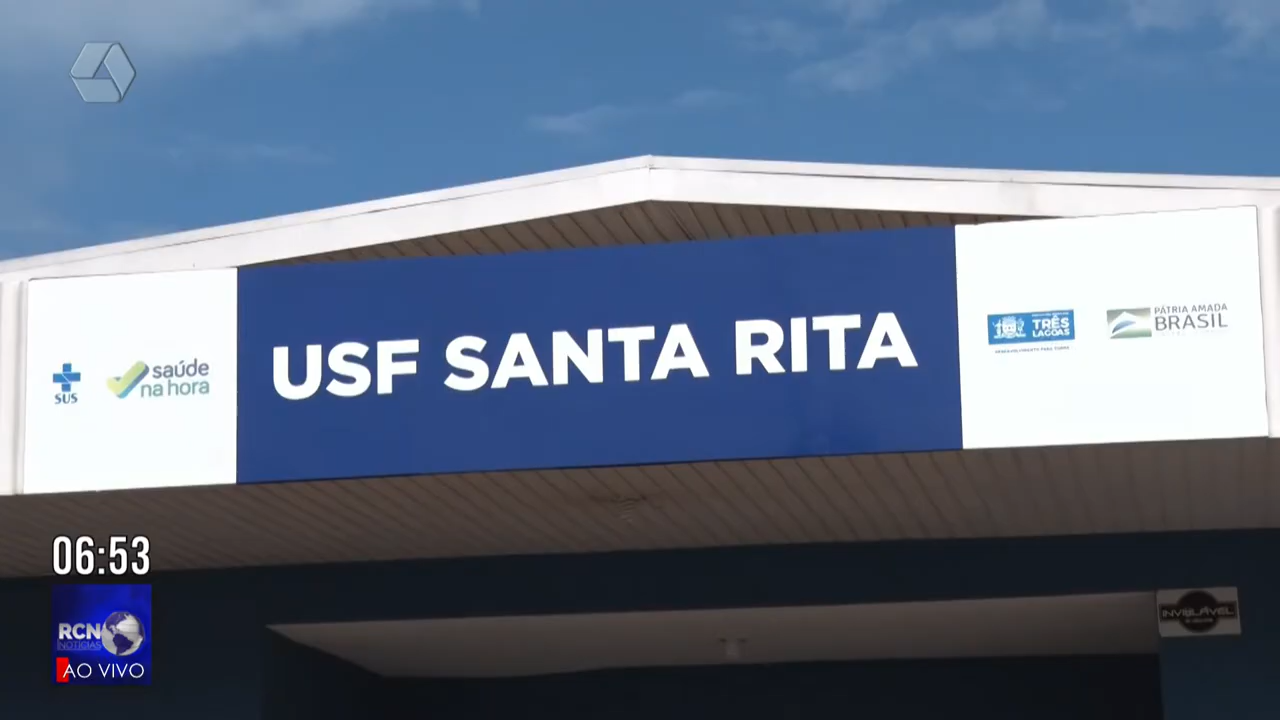 USF SANTA RITA
SUS
saúde
na hora
TRÊS
LAGOAS
PÁTRIA AMADA
BRASIL
06:53
RCN
NOTÍCIAS
AO VIVO
INVIOLÁVEL